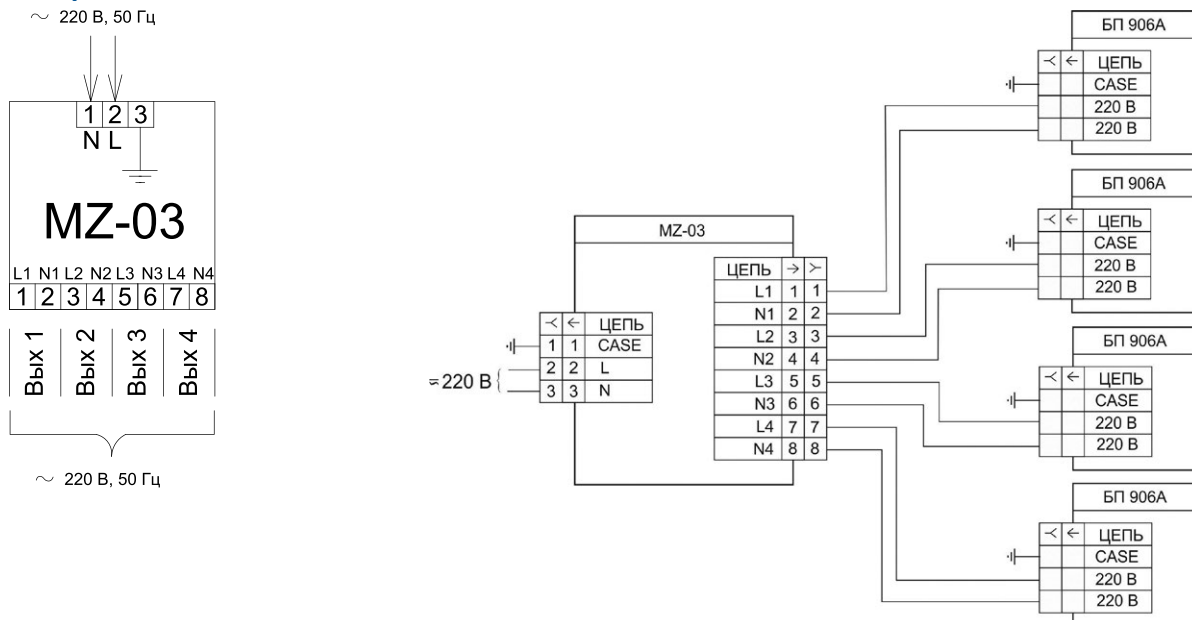 ~ 220 В, 50 Гц
1 2 3
N L
MZ-03
L1 N1 L2 N2 L3 N3 L4 N4
1 2 3 4 5 6 7 8
Вых 1
Вых 2
Вых 3
Вых 4
~ 220 В, 50 Гц
MZ-03
ЦЕПЬ
1 1 CASE
2 2 L
3 3 N
≂ 220 В
ЦЕПЬ
L1 1 1
N1 2 2
L2 3 3
N2 4 4
L3 5 5
N3 6 6
L4 7 7
N4 8 8
БП 906А
ЦЕПЬ
CASE
220 В
220 В
БП 906А
ЦЕПЬ
CASE
220 В
220 В
БП 906А
ЦЕПЬ
CASE
220 В
220 В
БП 906А
ЦЕПЬ
CASE
220 В
220 В